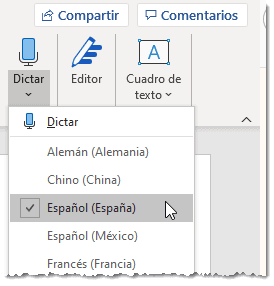 Compartir
Comentarios
Dictar
Editor
Cuadro de
texto
Dictar
Alemán (Alemania)
Chino (China)
Español (España)
Español (México)
Francés (Francia)